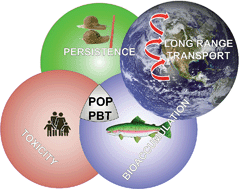 PERSISTENCE
LONG RANGE
TRANSPORT
POP
PBT
TOXICITY
BIOACCUMULATION